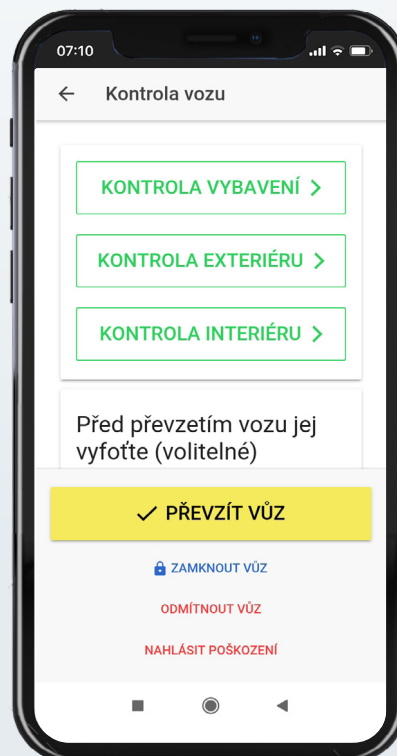 07:10
Kontrola vozu
KONTROLA VYBAVENÍ
KONTROLA EXTERIÉRU
KONTROLA INTERIÉRU
Před převzetím vozu jej
vyfoťte (volitelné)
PŘEVZÍT VŮZ
ZAMKNOUT VŮZ
ODMÍTNOUT VŮZ
NAHLÁSIT POŠKOZENÍ